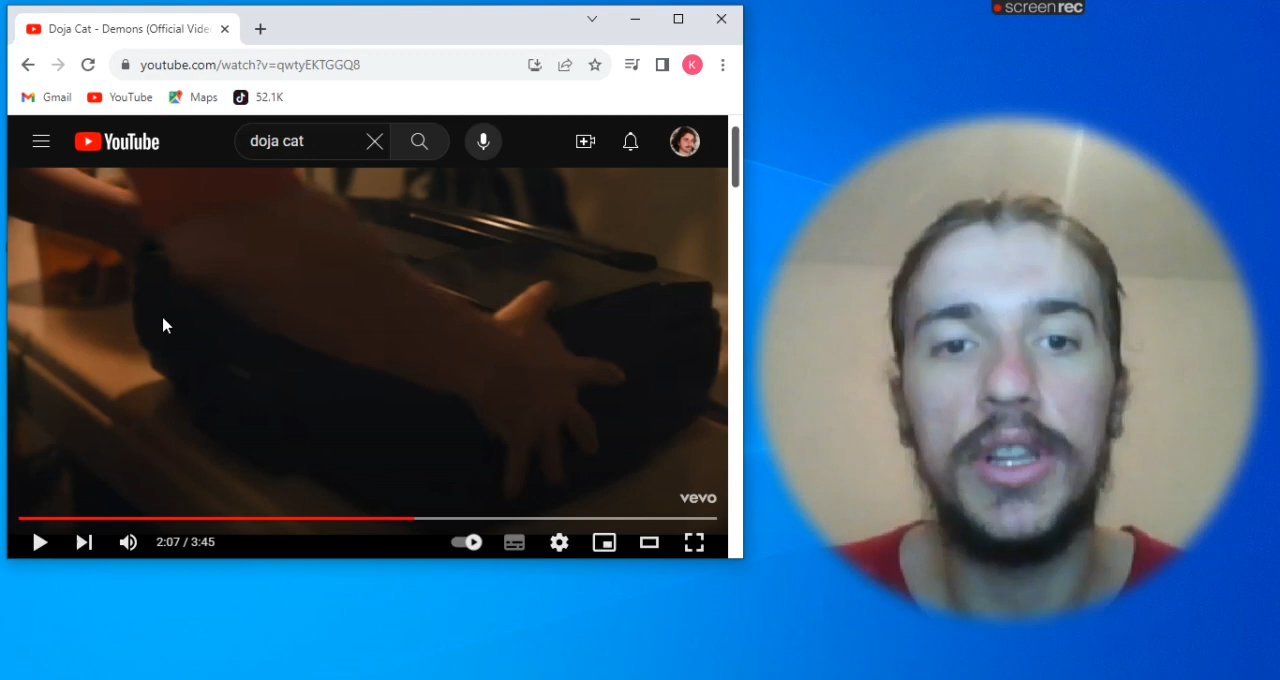 screenrec
Doja Cat - Demons (Official Vide
youtube.com/watch?v=qwtyEKTGGQ8
K
Gmail YouTube Maps 52.1K
YouTube doja cat
vevo
2:07 / 3:45